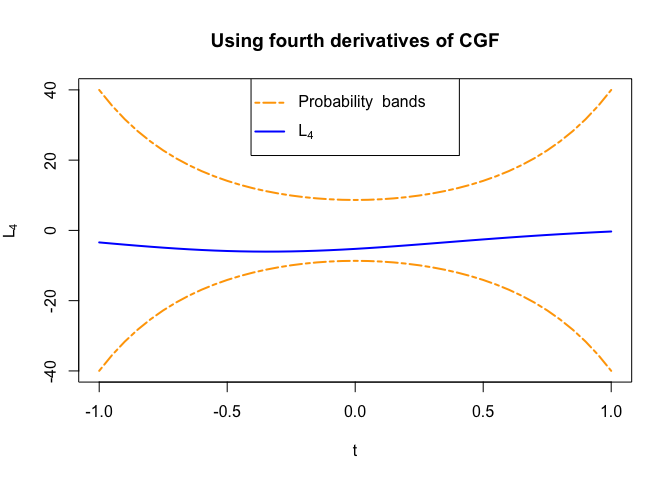 Using fourth derivatives of CGF
Probability bands
L₄
40
20
0
-20
-40
L₄
-1.0 -0.5 0.0 0.5 1.0
t